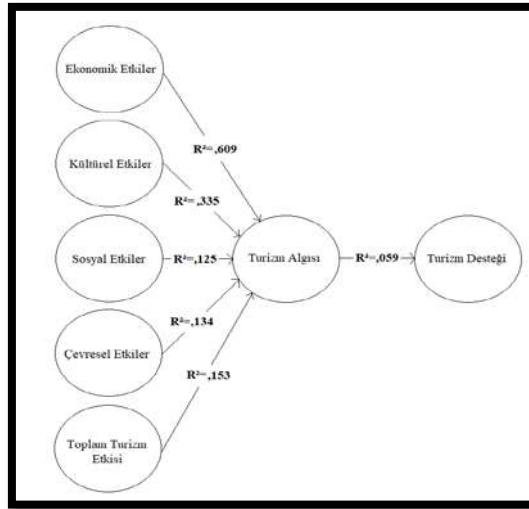 Ekonomik Etkiler
R²=,609
Kültürel Etkiler
R²=,335
Sosyal Etkiler
R²=,125
Turizm Algısı
R²=,059
Turizm Desteği
R²=,134
Çevresel Etkiler
R²=,153
Toplam Turizm
Etkisi